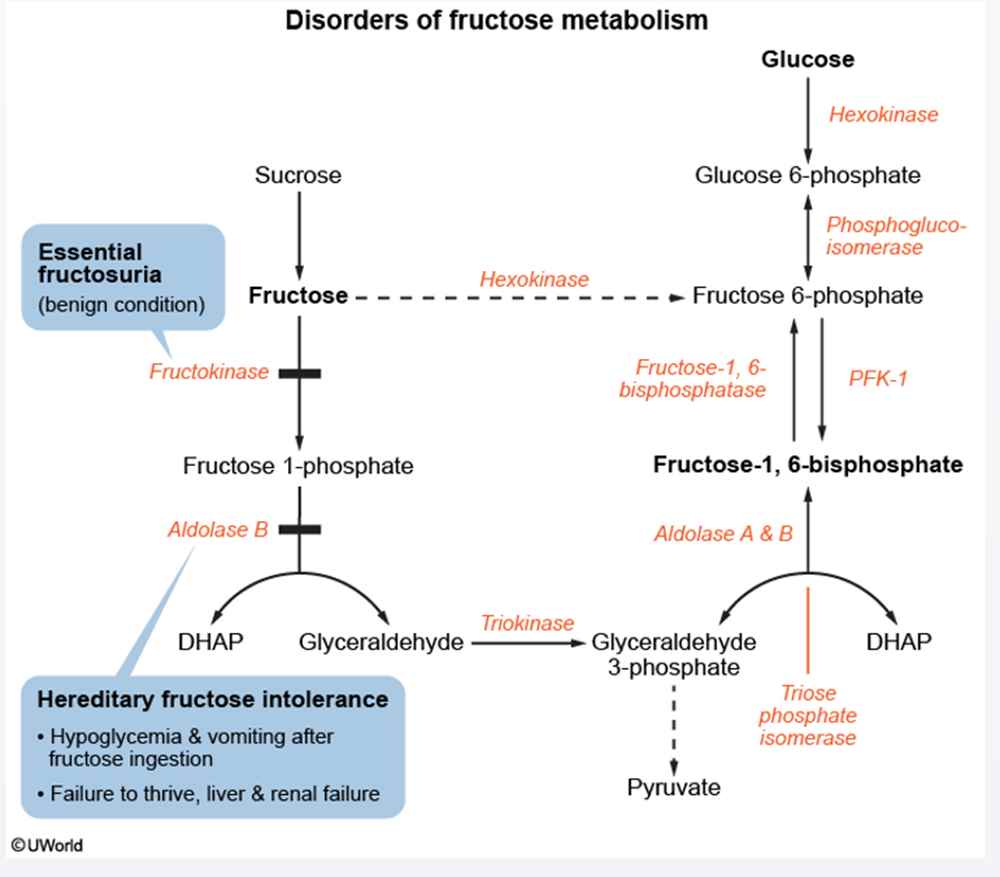 Disorders of fructose metabolism
Glucose
Hexokinase
Sucrose
Glucose 6-phosphate
Phosphogluco-
isomerase
Essential
fructosuria
(benign condition)
Fructose
Hexokinase
Fructose 6-phosphate
Fructokinase
Fructose-1, 6-
bisphosphatase
PFK-1
Fructose 1-phosphate
Fructose-1, 6-bisphosphate
Aldolase B
Aldolase A & B
DHAP
Glyceraldehyde
Triokinase
Glyceraldehyde
3-phosphate
DHAP
Triose
phosphate
isomerase
Hereditary fructose intolerance
• Hypoglycemia & vomiting after
fructose ingestion
• Failure to thrive, liver & renal failure
Pyruvate
©UWorld